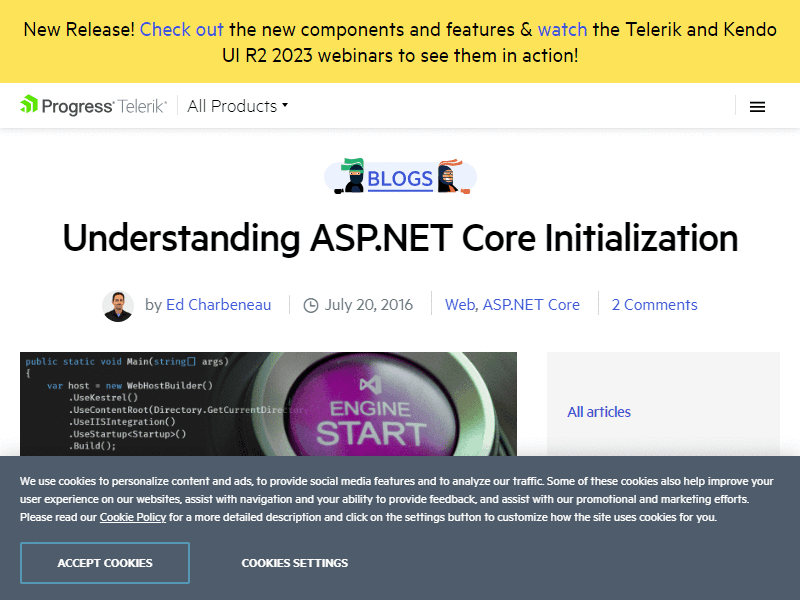 New Release! Check out the new components and features & watch the Telerik and Kendo
UI R2 2023 webinars to see them in action!
Progress Telerik
All Products
BLOGS
Understanding ASP.NET Core Initialization
by Ed Charbeneau
July 20, 2016
Web, ASP.NET Core
2 Comments
public static void Main(string[] args)
{
var host = new WebHostBuilder()
.UseKestrel()
.UseContentRoot(Directory.GetCurrentDirector
.UseIISIntegration()
.UseStartup<Startup>()
.Build();
ENGINE
START
All articles
We use cookies to personalize content and ads, to provide social media features and to analyze our traffic. Some of these cookies also help improve your
user experience on our websites, assist with navigation and your ability to provide feedback, and assist with our promotional and marketing efforts.
Please read our Cookie Policy for a more detailed description and click on the settings button to customize how the site uses cookies for you.
ACCEPT COOKIES
COOKIES SETTINGS